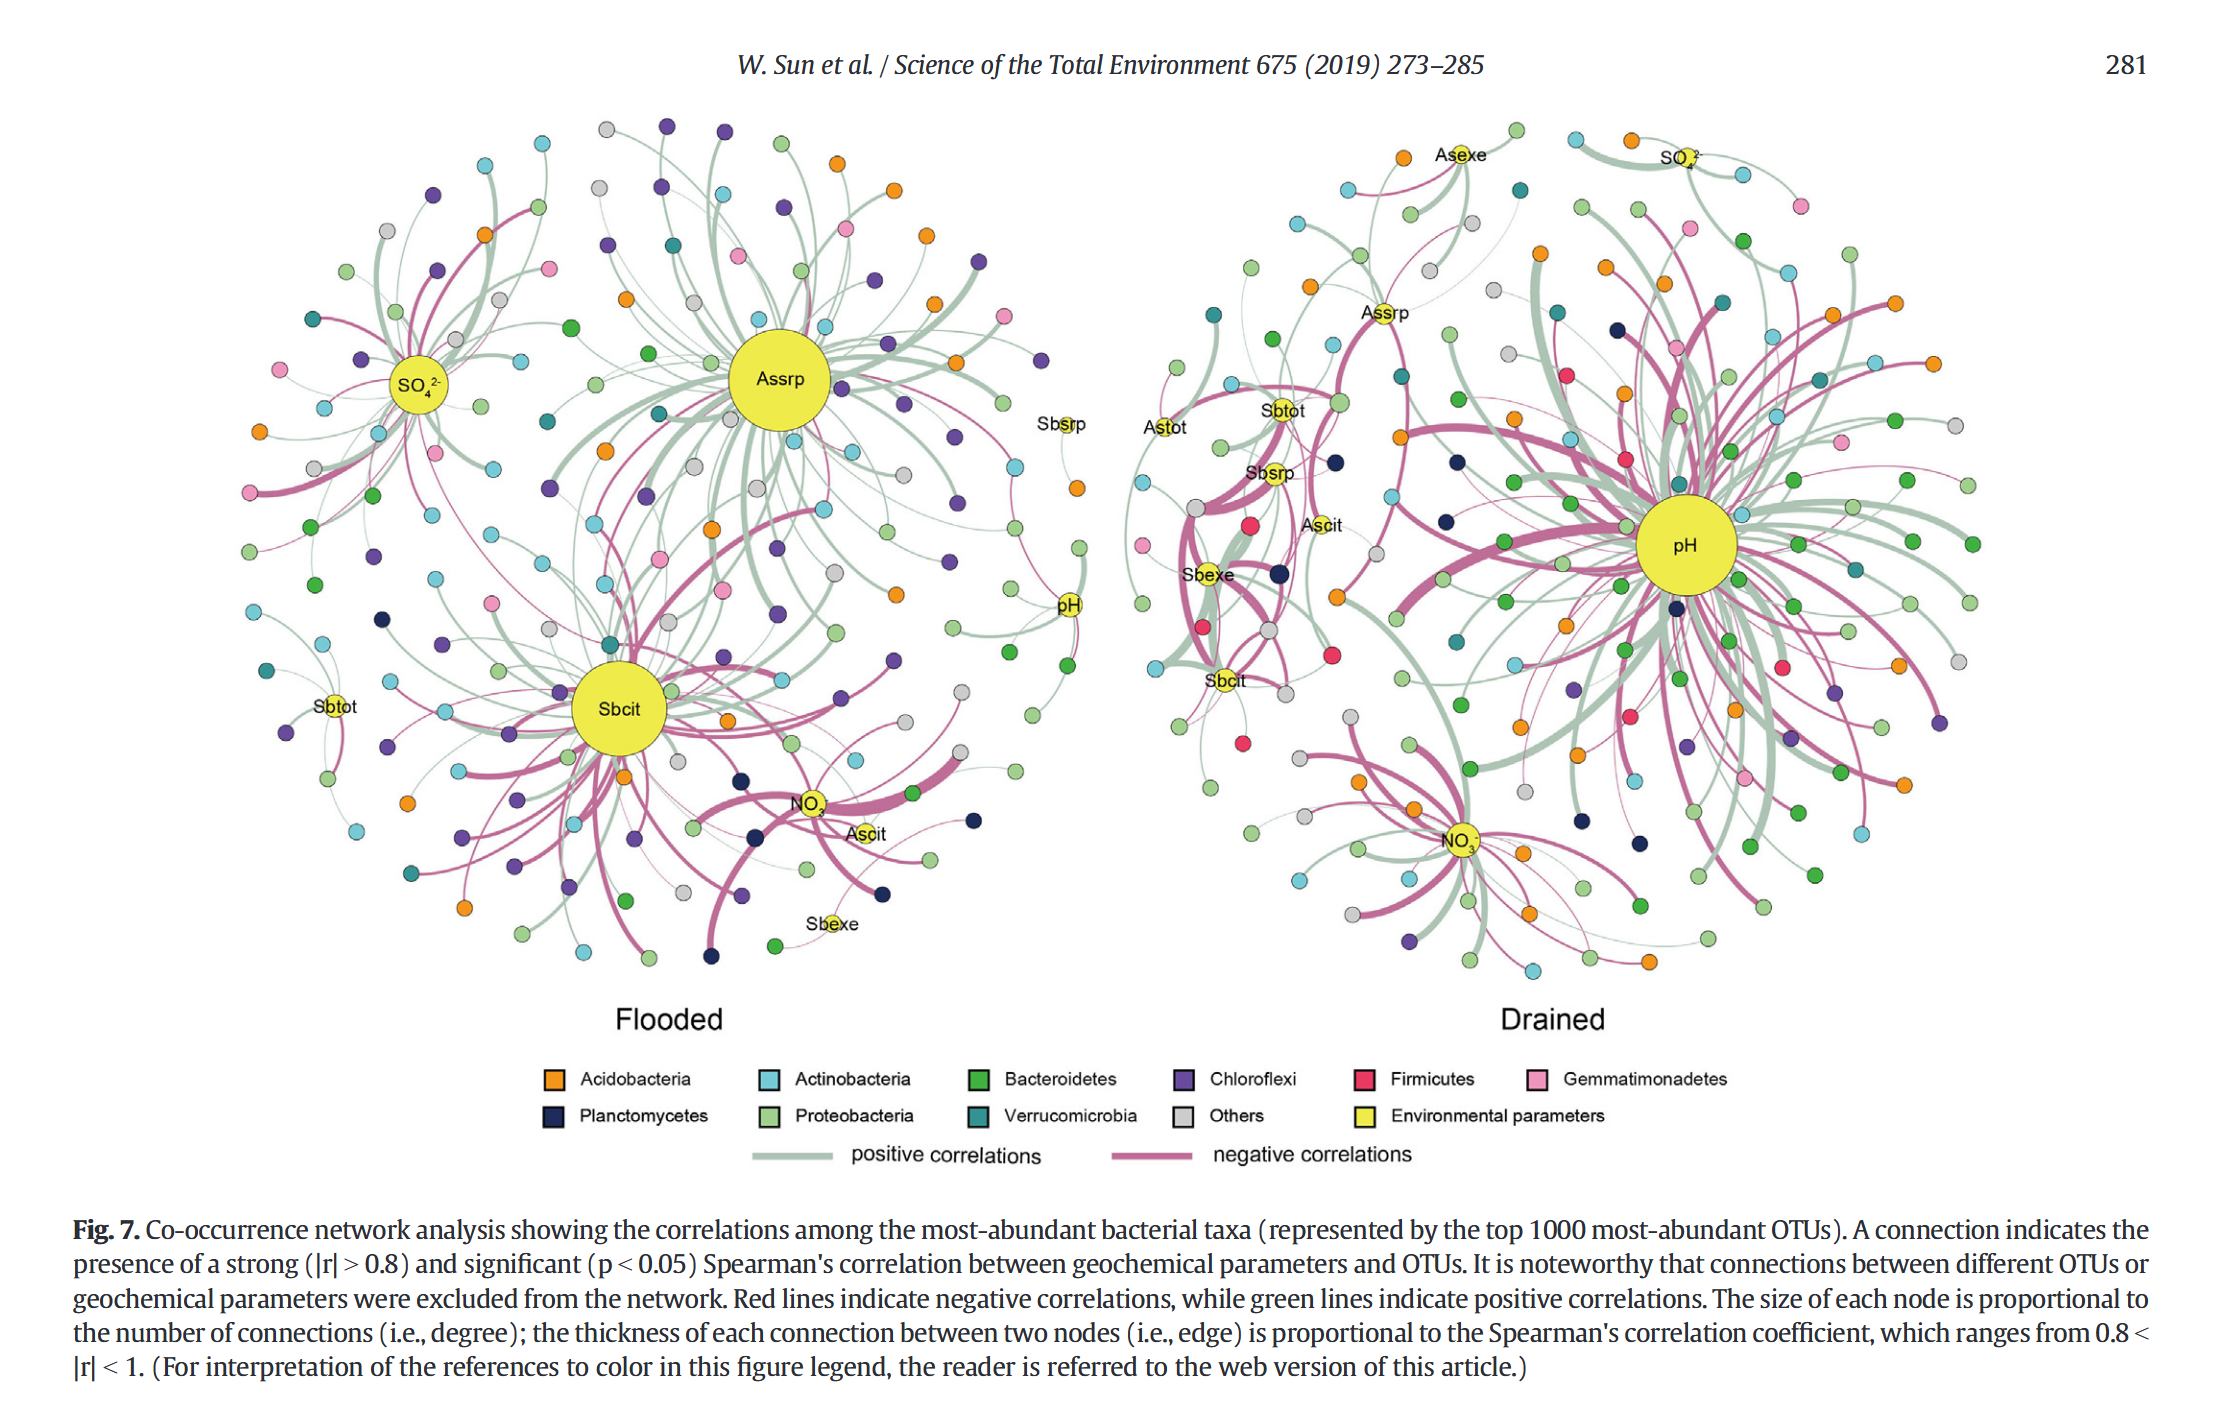 W. Sun et al. / Science of the Total Environment 675 (2019) 273–285
281
SO₄²⁻
Assrp
Sbsrp
pH
Sbtot
Sbcit
NO₃⁻
Ascit
Sbexe
Asexe
SO₄²⁻
Assrp
Sbtot
Astot
Sbsrp
Ascit
pH
Sbexe
Sbcit
NO₃⁻
Flooded
Drained
Acidobacteria
Actinobacteria
Bacteroidetes
Chloroflexi
Firmicutes
Gemmatimonadetes
Planctomycetes
Proteobacteria
Verrucomicrobia
Others
Environmental parameters
positive correlations
negative correlations
Fig. 7. Co-occurrence network analysis showing the correlations among the most-abundant bacterial taxa (represented by the top 1000 most-abundant OTUs). A connection indicates the
presence of a strong (|r| > 0.8) and significant (p < 0.05) Spearman's correlation between geochemical parameters and OTUs. It is noteworthy that connections between different OTUs or
geochemical parameters were excluded from the network. Red lines indicate negative correlations, while green lines indicate positive correlations. The size of each node is proportional to
the number of connections (i.e., degree); the thickness of each connection between two nodes (i.e., edge) is proportional to the Spearman's correlation coefficient, which ranges from 0.8 <
|r| < 1. (For interpretation of the references to color in this figure legend, the reader is referred to the web version of this article.)